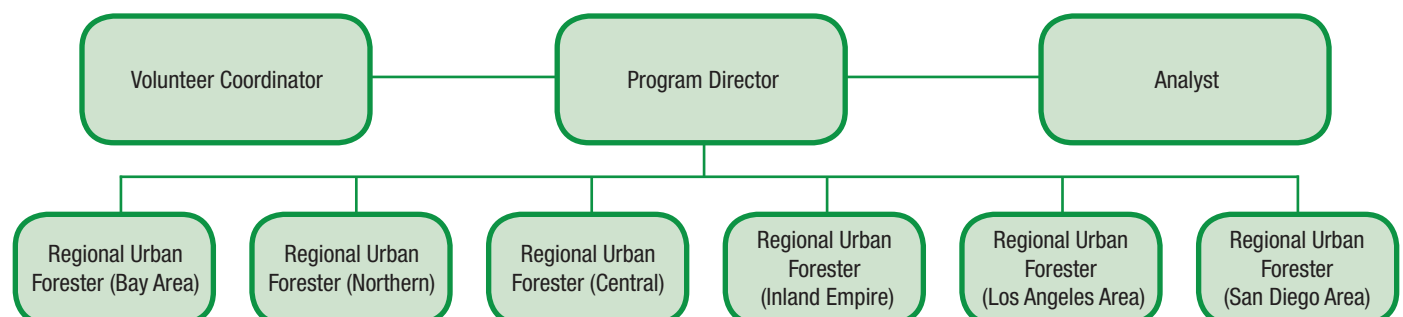 Volunteer Coordinator
Program Director
Analyst
Regional Urban
Forester (Bay Area)
Regional Urban
Forester (Northern)
Regional Urban
Forester (Central)
Regional Urban
Forester
(Inland Empire)
Regional Urban
Forester
(Los Angeles Area)
Regional Urban
Forester
(San Diego Area)